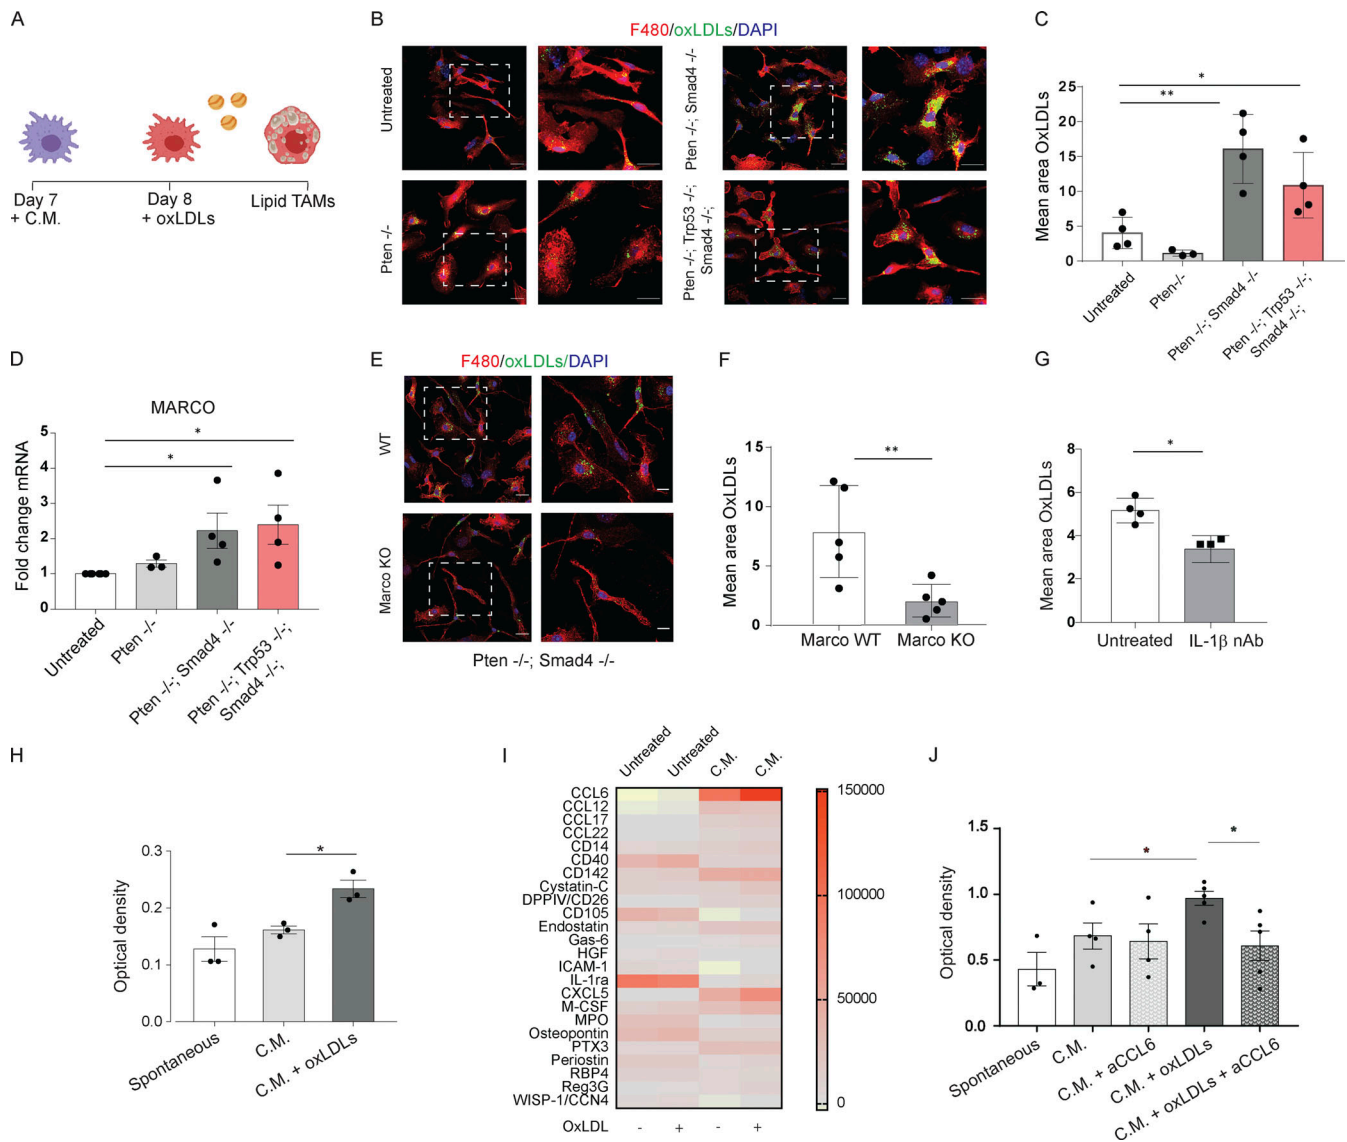 A
Day 7
+ C.M.
Day 8
+ oxLDLs
Lipid TAMs
B
F480/oxLDLs/DAPI
Untreated
Pten -/-
Pten -/-; Smad4 -/-
Pten -/-; Trp53 -/-;
Smad4 -/-;
C
Mean area OxLDLs
25
20
15
10
5
0
*
**
Untreated
Pten-/-
Pten -/-; Smad4 -/-
Pten -/-; Trp53 -/-;
Smad4 -/-;
D
MARCO
Fold change mRNA
5
4
3
2
1
0
*
*
Untreated
Pten -/-
Pten -/-; Smad4 -/-
Pten -/-; Trp53 -/-;
Smad4 -/-;
E
F480/oxLDLs/DAPI
WT
Marco KO
Pten -/-; Smad4 -/-
F
Mean area OxLDLs
15
10
5
0
**
Marco WT
Marco KO
G
Mean area OxLDLs
8
6
4
2
0
*
Untreated
IL-1β nAb
H
Optical density
0.3
0.2
0.1
0.0
*
Spontaneous
C.M.
C.M. + oxLDLs
I
Untreated
Untreated
C.M.
C.M.
CCL6
CCL12
CCL17
CCL22
CD14
CD40
CD142
Cystatin-C
DPPIV/CD26
CD105
Endostatin
Gas-6
HGF
ICAM-1
IL-1ra
CXCL5
M-CSF
MPO
Osteopontin
PTX3
Periostin
RBP4
Reg3G
WISP-1/CCN4
OxLDL - + - +
150000
100000
50000
0
J
Optical density
1.5
1.0
0.5
0.0
*
*
Spontaneous
C.M.
C.M. + aCCL6
C.M. + oxLDLs
C.M. + oxLDLs + aCCL6